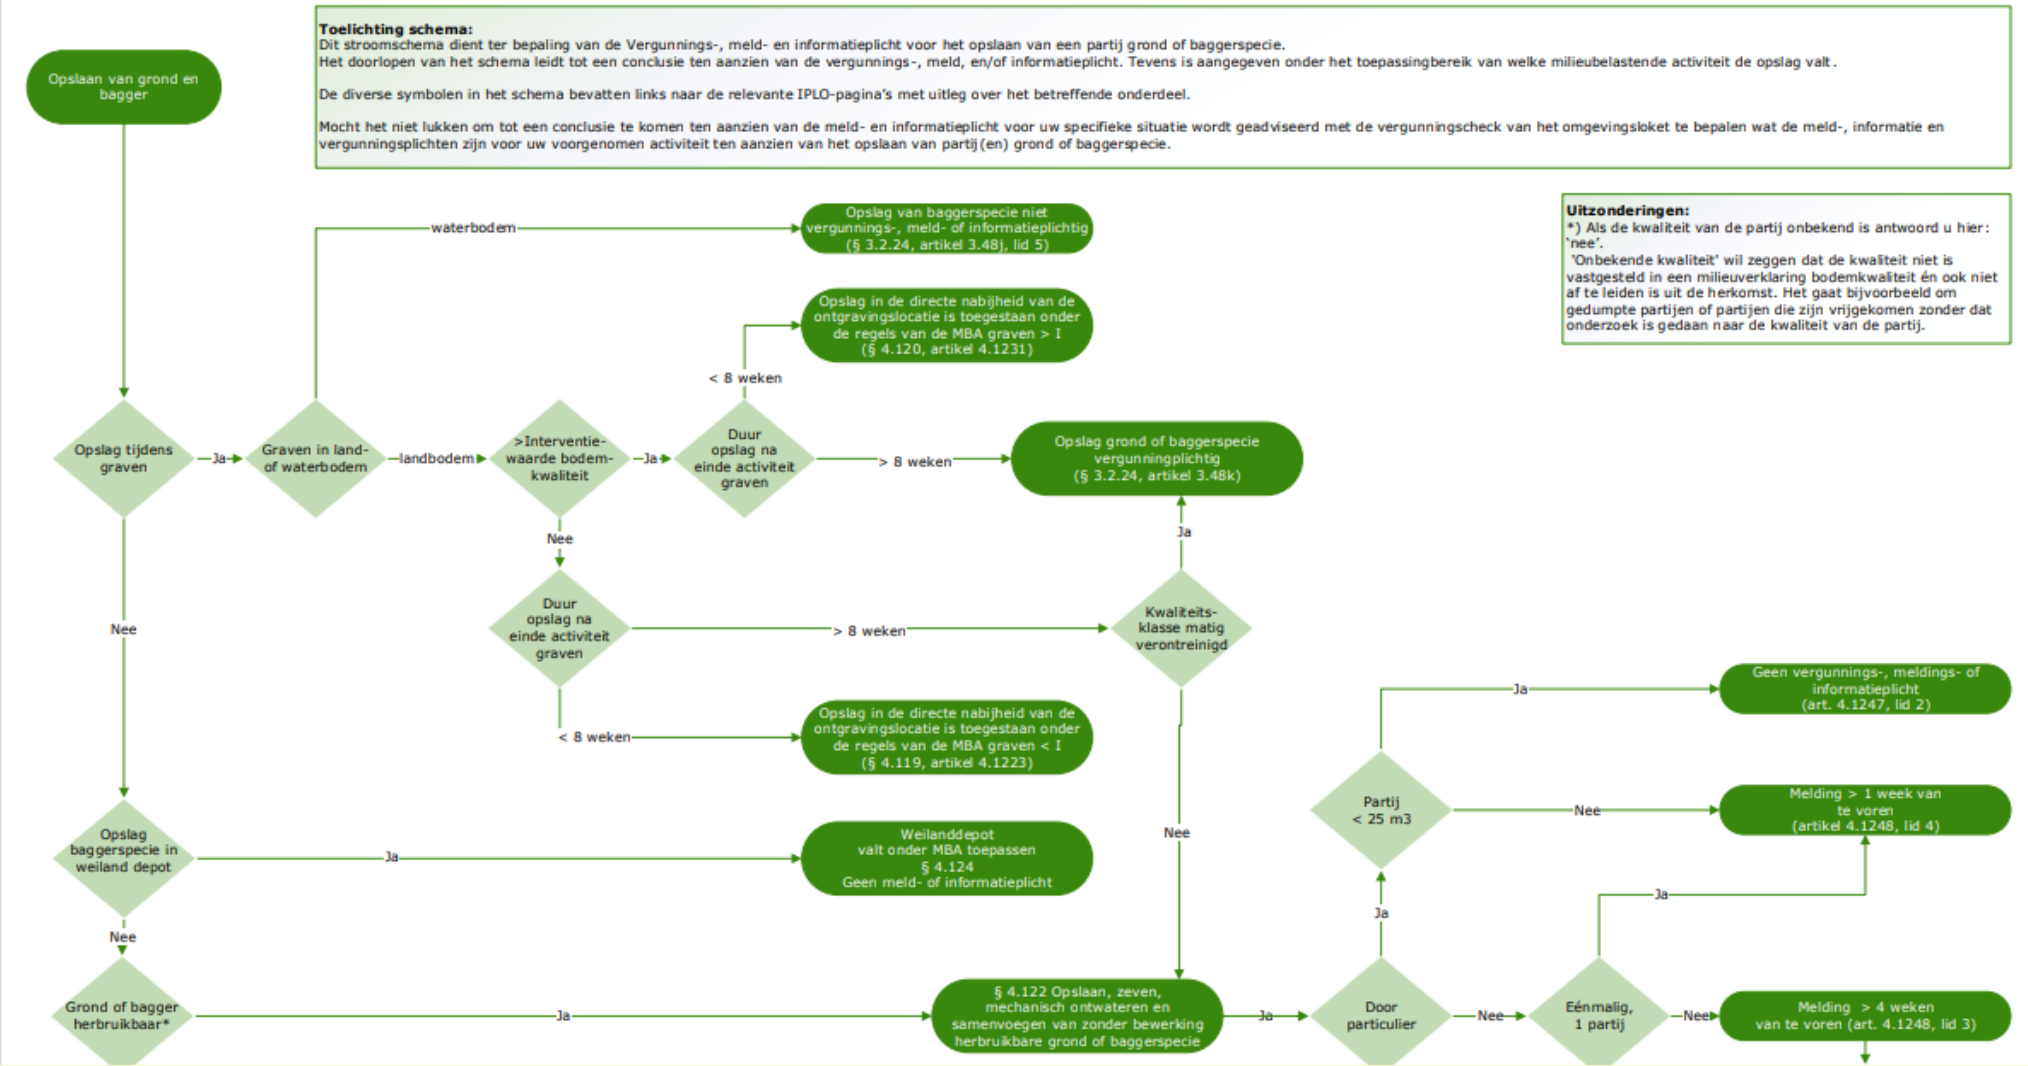 Toelichting schema:
Dit stroomschema dient ter bepaling van de Vergunnings-, meld- en informatieplicht voor het opslaan van een partij grond of baggerspecie.
Het doorlopen van het schema leidt tot een conclusie ten aanzien van de vergunnings-, meld, en/of informatieplicht. Tevens is aangegeven onder het toepassingbereik van welke milieubelastende activiteit de opslag valt.
De diverse symbolen in het schema bevatten links naar de relevante IPLO-pagina's met uitleg over het betreffende onderdeel.
Mocht het niet lukken om tot een conclusie te komen ten aanzien van de meld- en informatieplicht voor uw specifieke situatie wordt geadviseerd met de vergunningscheck van het omgevingsloket te bepalen wat de meld-, informatie en
vergunningsplichten zijn voor uw voorgenomen activiteit ten aanzien van het opslaan van partij(en) grond of baggerspecie.
Opslaan van grond en
bagger
Uitzonderingen:
*) Als de kwaliteit van de partij onbekend is antwoord u hier:
'nee'.
'Onbekende kwaliteit' wil zeggen dat de kwaliteit niet is
vastgesteld in een milieuverklaring bodemkwaliteit én ook niet
af te leiden is uit de herkomst. Het gaat bijvoorbeeld om
gedumpte partijen of partijen die zijn vrijgekomen zonder dat
onderzoek is gedaan naar de kwaliteit van de partij.
waterbodem
Opslag van baggerspecie niet
vergunnings-, meld- of informatieplichtig
(§ 3.2.24, artikel 3.48j, lid 5)
Opslag in de directe nabijheid van de
ontgravingslocatie is toegestaan onder
de regels van de MBA graven > I
(§ 4.120, artikel 4.1231)
< 8 weken
Opslag tijdens
graven
Ja
Graven in land-
of waterbodem
landbodem
>Interventie-
waarde bodem-
kwaliteit
Ja
Duur
opslag na
einde activiteit
graven
> 8 weken
Opslag grond of baggerspecie
vergunningplichtig
(§ 3.2.24, artikel 3.48k)
Nee
Ja
Nee
Duur
opslag na
einde activiteit
graven
> 8 weken
Kwaliteits-
klasse matig
verontreinigd
< 8 weken
Opslag in de directe nabijheid van de
ontgravingslocatie is toegestaan onder
de regels van de MBA graven < I
(§ 4.119, artikel 4.1223)
Ja
Geen vergunnings-, meldings- of
informatieplicht
(art. 4.1247, lid 2)
Partij
< 25 m3
Nee
Melding > 1 week van
te voren
(artikel 4.1248, lid 4)
Nee
Opslag
baggerspecie in
weiland depot
Ja
Weilanddepot
valt onder MBA toepassen
§ 4.124
Geen meld- of informatieplicht
Ja
Ja
Nee
Grond of bagger
herbruikbaar*
Ja
§ 4.122 Opslaan, zeven,
mechanisch ontwateren en
samenvoegen van zonder bewerking
herbruikbare grond of baggerspecie
Ja
Door
particulier
Nee
Eénmalig,
1 partij
Nee
Melding > 4 weken
van te voren (art. 4.1248, lid 3)